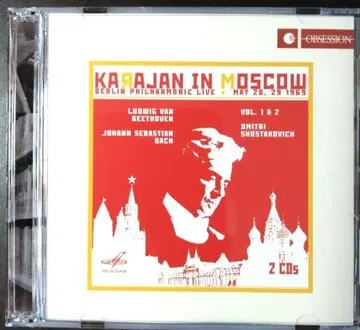 OBSESSION
KAЯAJAN IN MOSCOW
BERLIN PHILHARMONIC LIVE • MAY 28, 29 1969
LUDWIG VAN
BEETHOVEN
VOL. 1 & 2
JOHANN SEBASTIAN
BACH
DMITRI
SHOSTAKOVICH
2 CDs